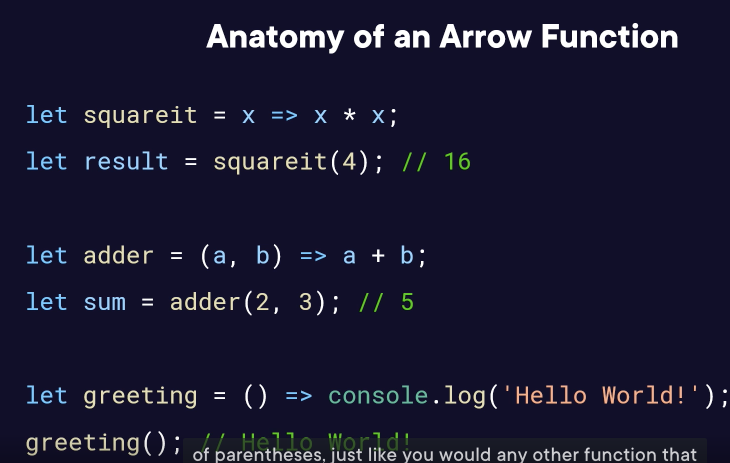 Anatomy of an Arrow Function
let squareit = x => x * x;
let result = squareit(4); // 16
let adder = (a, b) => a + b;
let sum = adder(2, 3); // 5
let greeting = () => console.log('Hello World!');
greeting(); // Hello World!
of parentheses, just like you would any other function that